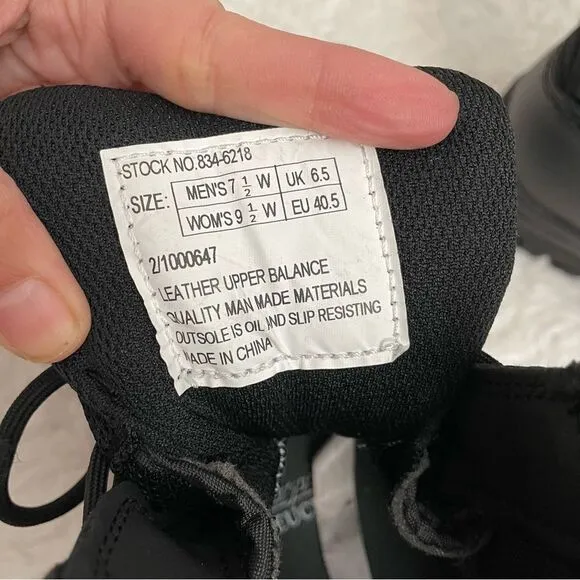 STOCK NO.834-6218
SIZE: MEN'S 7 1/2 W UK 6.5
WOM'S 9 1/2 W EU 40.5
2/1000647
LEATHER UPPER BALANCE
QUALITY MAN MADE MATERIALS
OUTSOLE IS OIL AND SLIP RESISTING
MADE IN CHINA